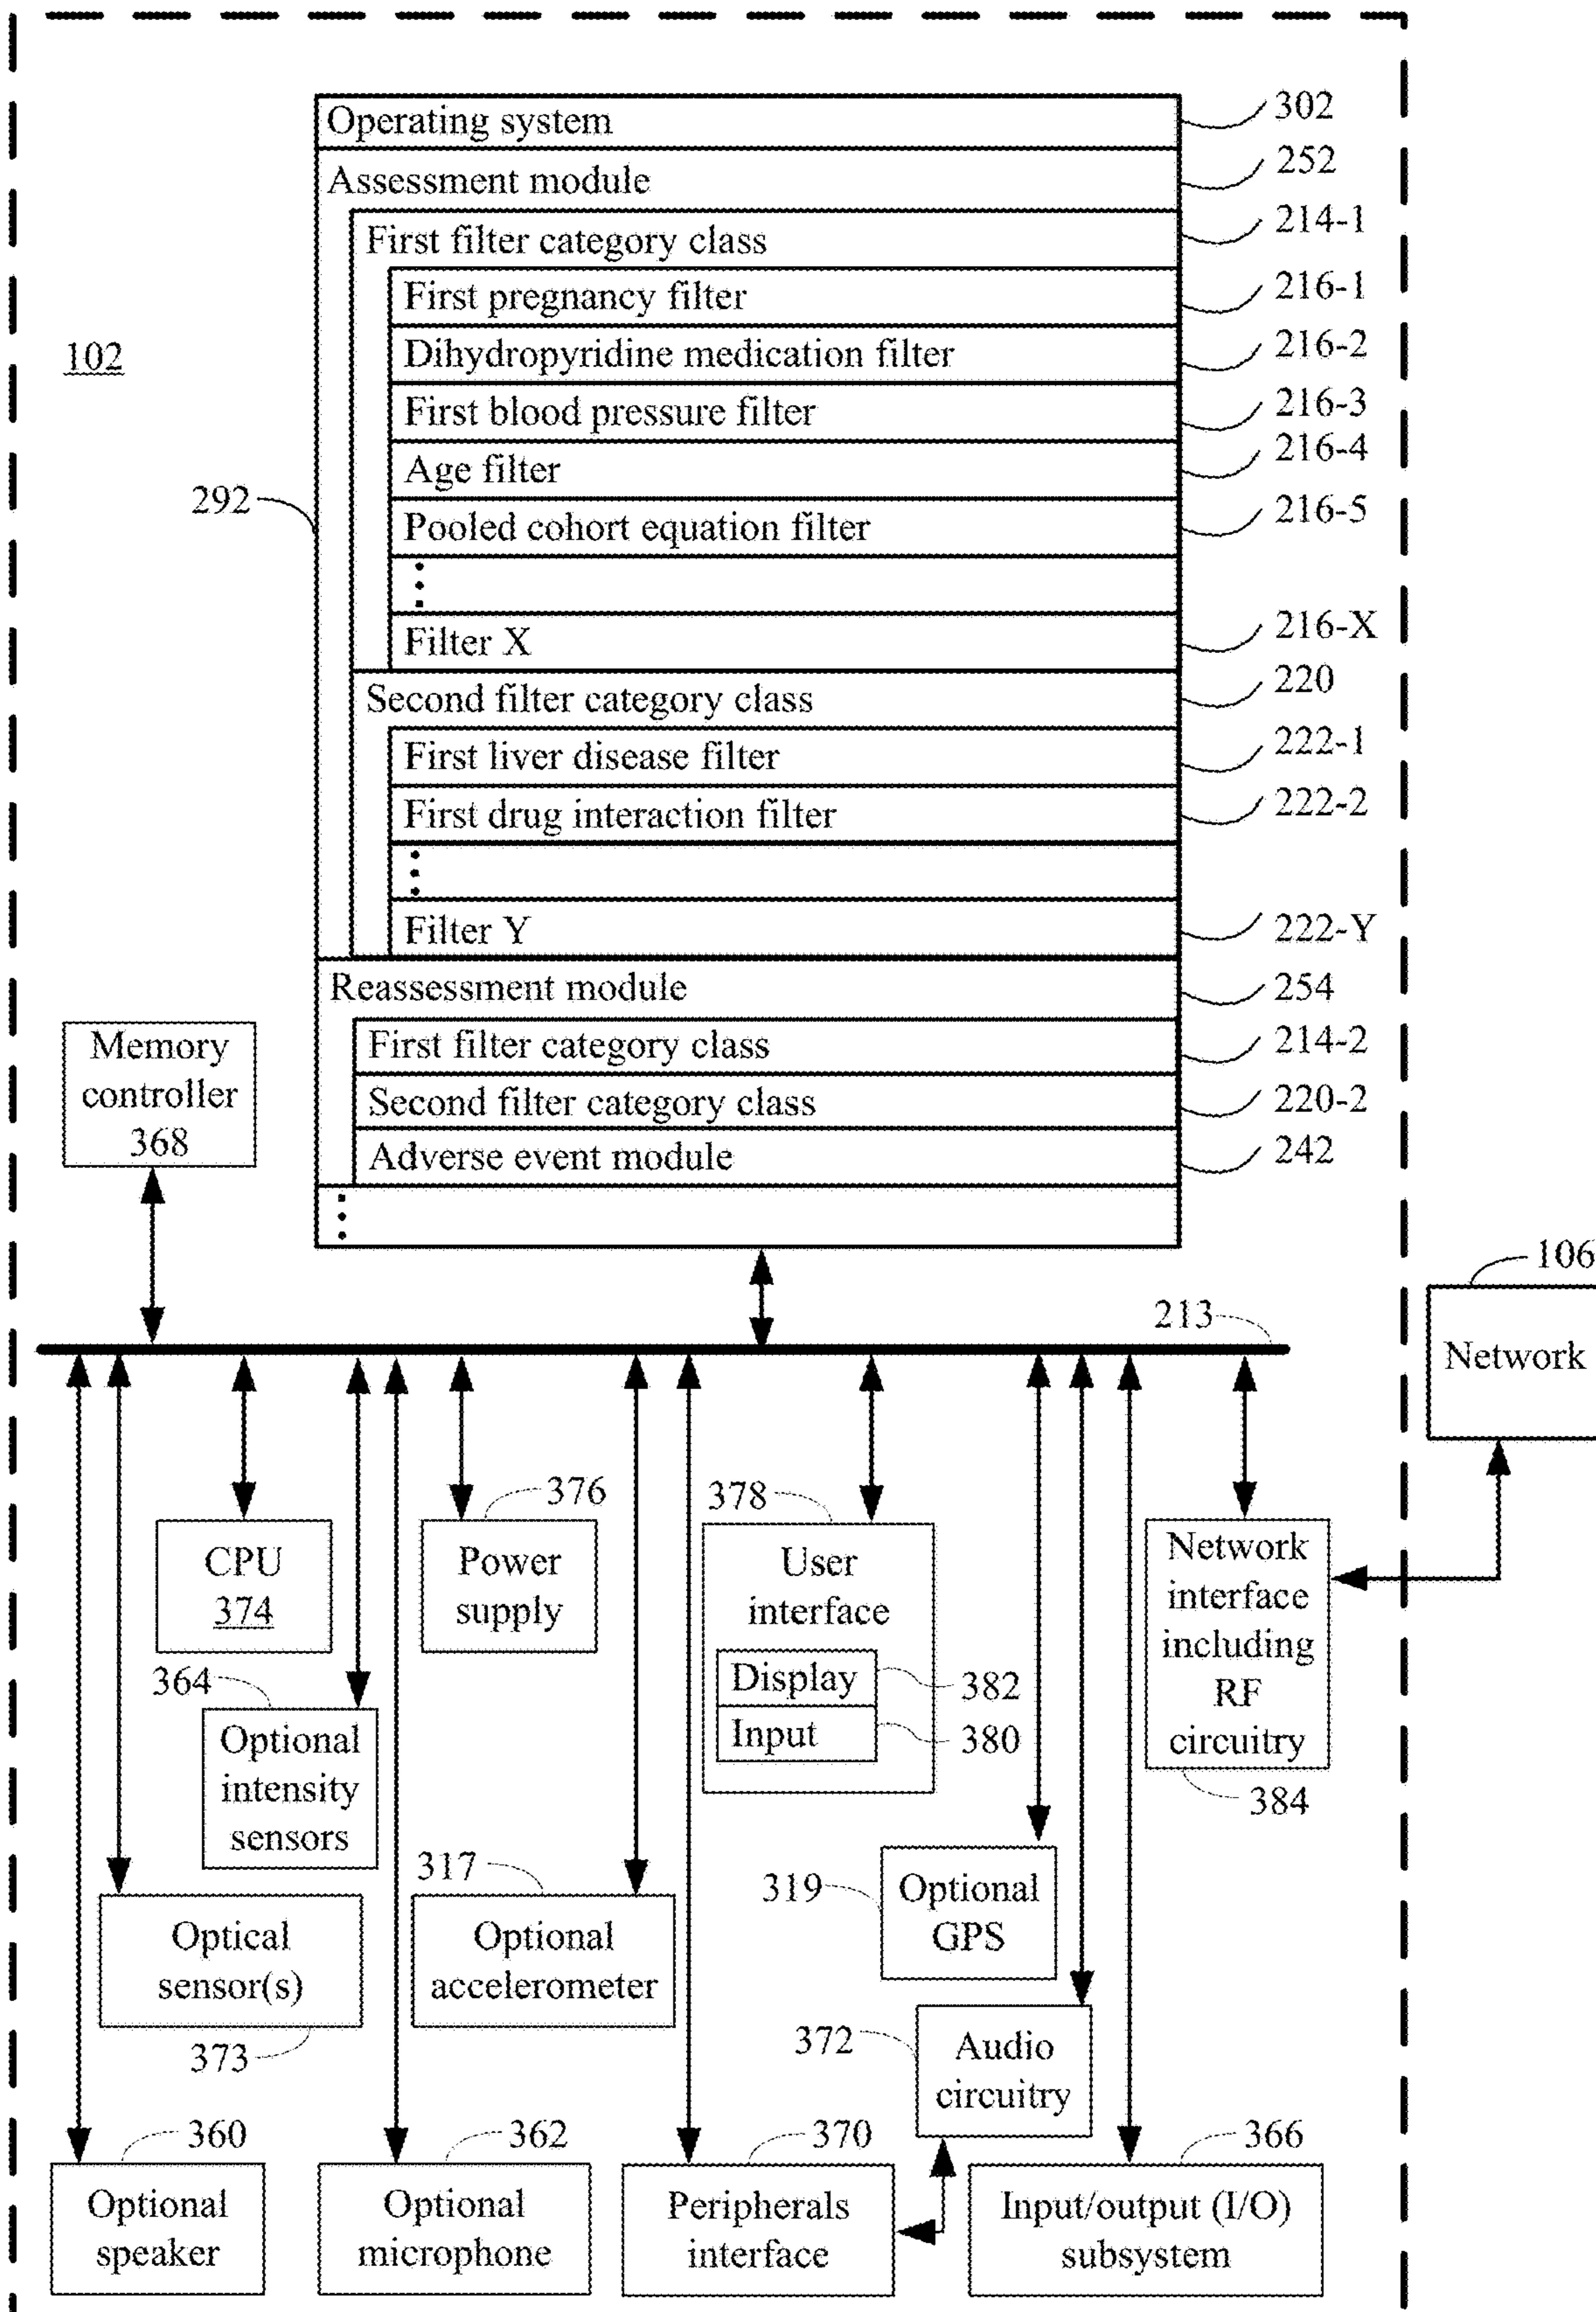 Operating system
302
Assessment module
252
First filter category class
214-1
First pregnancy filter
216-1
102
Dihydropyridine medication filter
216-2
First blood pressure filter
216-3
Age filter
216-4
292
Pooled cohort equation filter
216-5
Filter X
216-X
Second filter category class
220
First liver disease filter
222-1
First drug interaction filter
222-2
Filter Y
222-Y
Reassessment module
254
Memory
controller
368
First filter category class
214-2
Second filter category class
220-2
Adverse event module
242
106
213
Network
CPU
374
376
Power
supply
378
User
interface
Display
382
Input
380
Network
interface
including
RF
circuitry
384
364
Optional
intensity
sensors
Optical
sensor(s)
373
317
Optional
accelerometer
319
Optional
GPS
372
Audio
circuitry
360
Optional
speaker
362
Optional
microphone
370
Peripherals
interface
366
Input/output (I/O)
subsystem